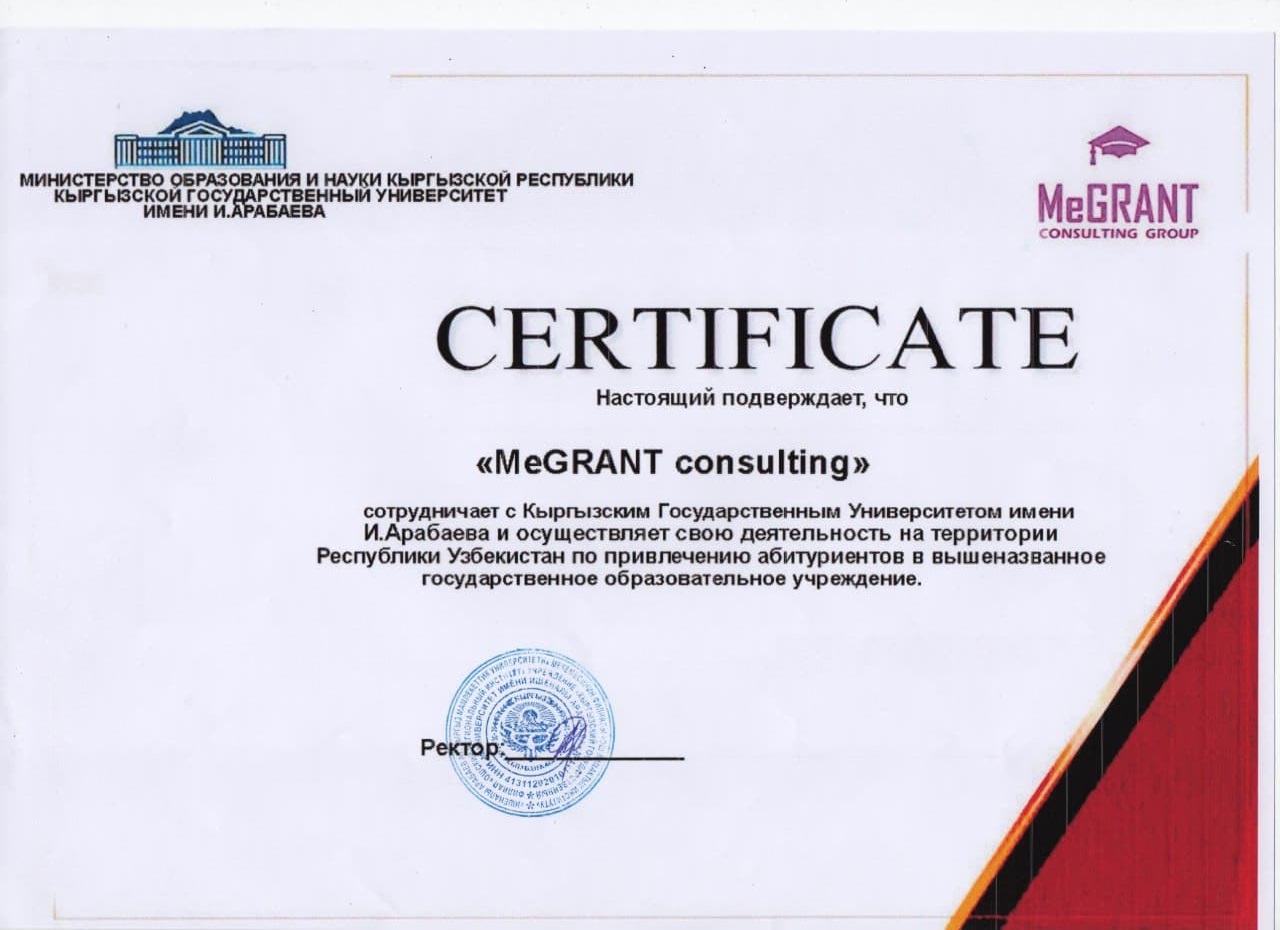 МИНИСТЕРСТВО ОБРАЗОВАНИЯ И НАУКИ КЫРГЫЗСКОЙ РЕСПУБЛИКИ
КЫРГЫЗСКОЙ ГОСУДАРСТВЕННЫЙ УНИВЕРСИТЕТ
ИМЕНИ И.АРАБАЕВА
MeGRANT
CONSULTING GROUP
CERTIFICATE
Настоящий подверждает, что
«MeGRANT consulting»
сотрудничает с Кыргызским Государственным Университетом имени
И.Арабаева и осуществляет свою деятельность на территории
Республики Узбекистан по привлечению абитуриентов в вышеназванное
государственное образовательное учреждение.
Ректор: